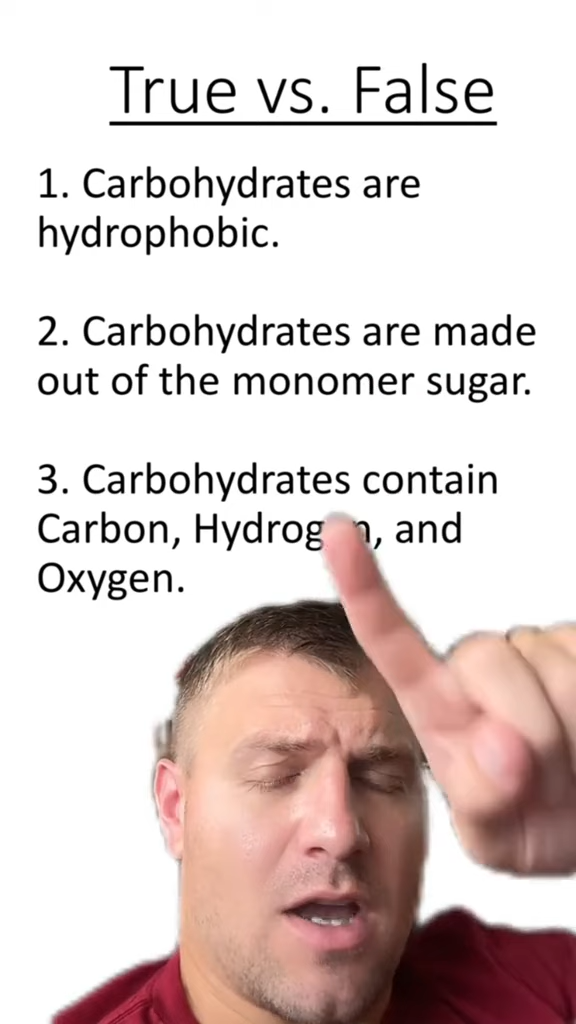 True vs. False
1. Carbohydrates are
hydrophobic.
2. Carbohydrates are made
out of the monomer sugar.
3. Carbohydrates contain
Carbon, Hydrogen, and
Oxygen.